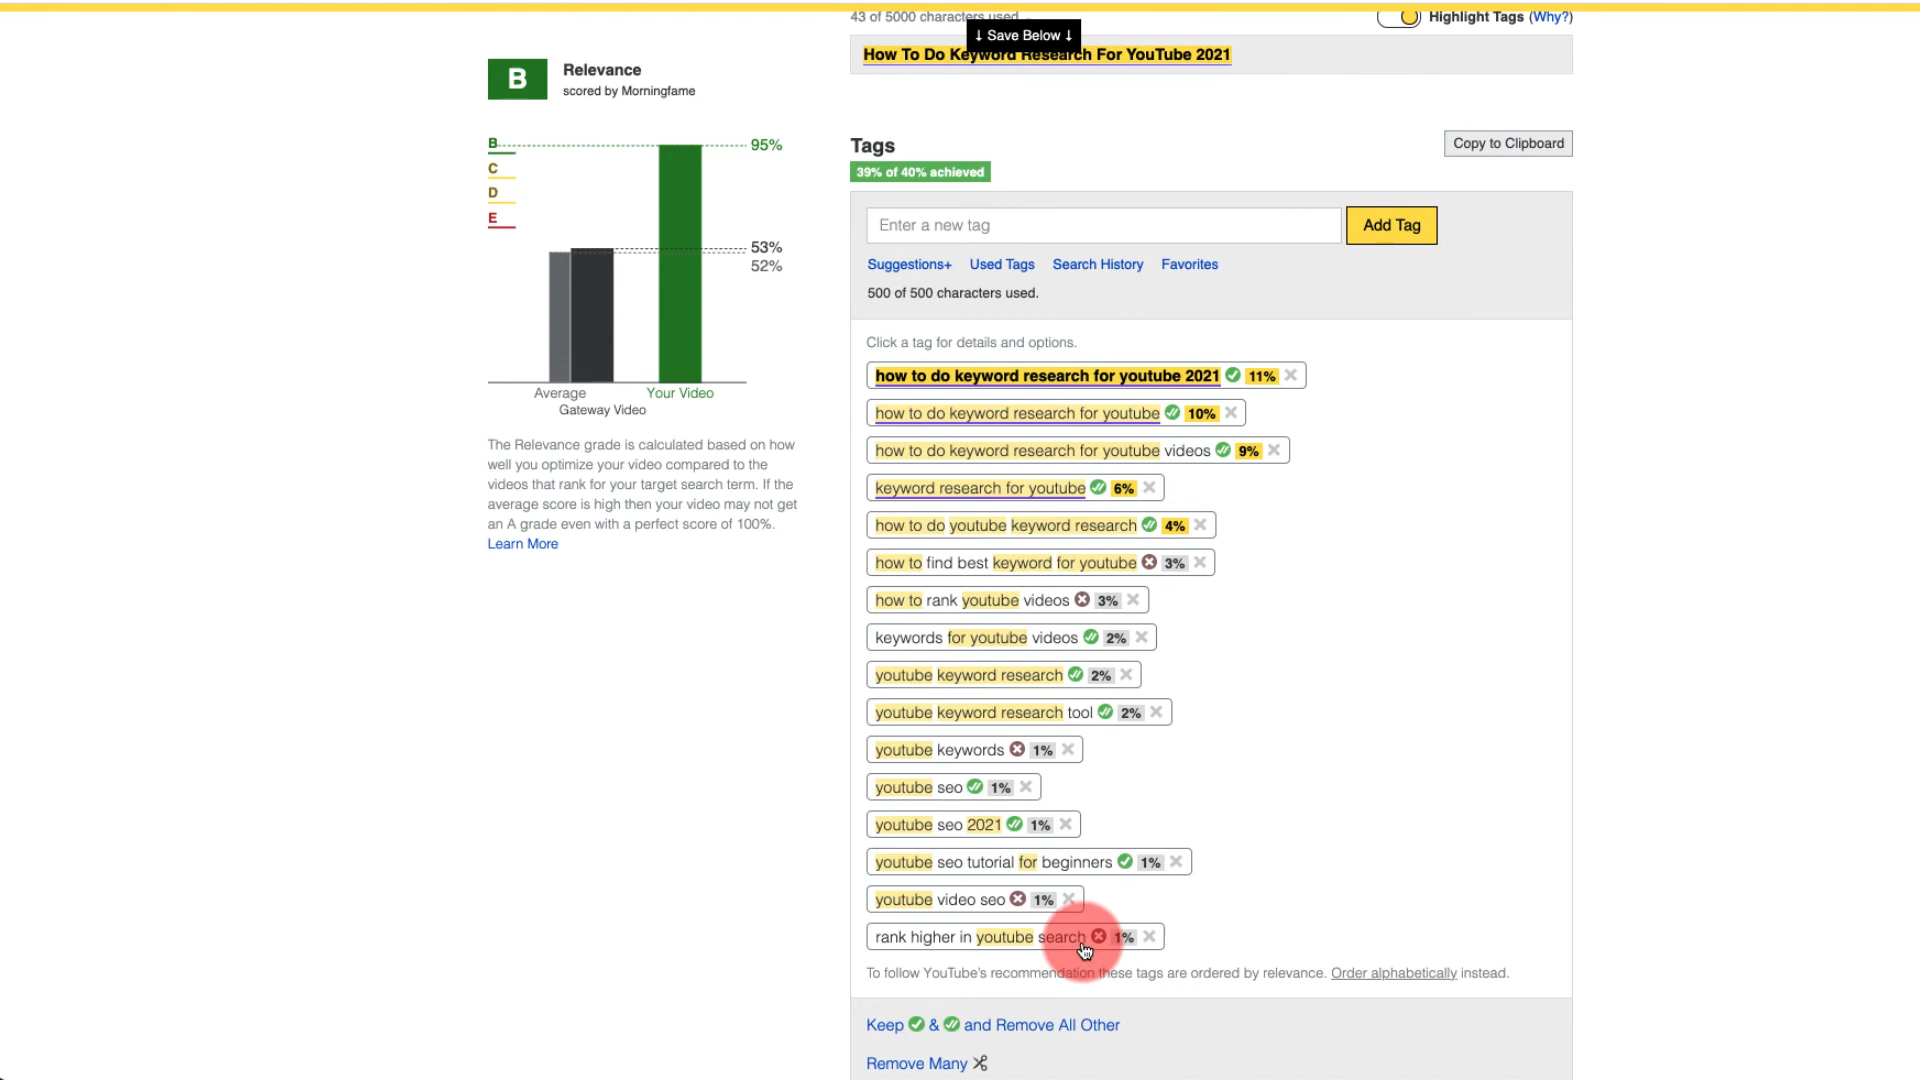 43 of 5000 characters used.
Highlight Tags (Why?)
↓ Save Below ↓
How To Do Keyword Research For YouTube 2021
B
Relevance
scored by Morningfame
B
C
D
E
95%
53%
52%
Average
Your Video
Gateway Video
The Relevance grade is calculated based on how
well you optimize your video compared to the
videos that rank for your target search term. If the
average score is high then your video may not get
an A grade even with a perfect score of 100%.
Learn More
Tags
Copy to Clipboard
39% of 40% achieved
Enter a new tag
Add Tag
Suggestions+ Used Tags Search History Favorites
500 of 500 characters used.
Click a tag for details and options.
how to do keyword research for youtube 2021 11%
how to do keyword research for youtube 10%
how to do keyword research for youtube videos 9%
keyword research for youtube 6%
how to do youtube keyword research 4%
how to find best keyword for youtube 3%
how to rank youtube videos 3%
keywords for youtube videos 2%
youtube keyword research 2%
youtube keyword research tool 2%
youtube keywords 1%
youtube seo 1%
youtube seo 2021 1%
youtube seo tutorial for beginners 1%
youtube video seo 1%
rank higher in youtube search 1%
To follow YouTube's recommendation these tags are ordered by relevance. Order alphabetically instead.
Keep & and Remove All Other
Remove Many